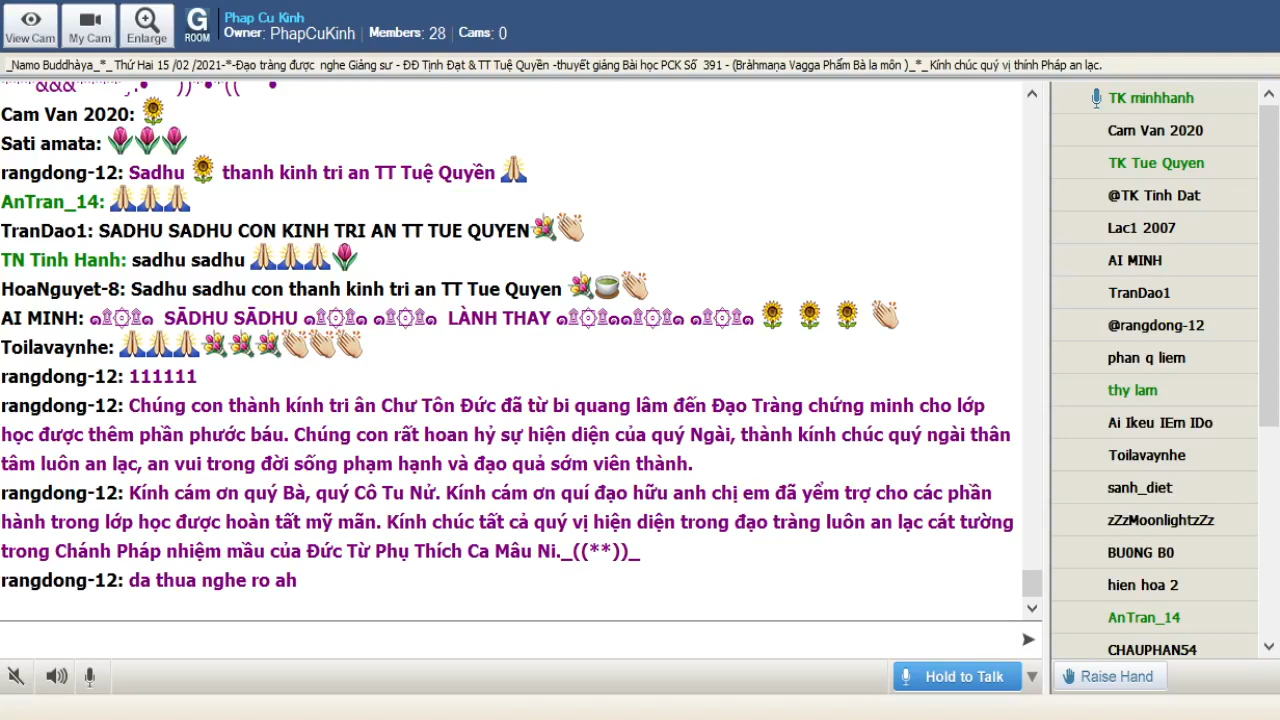 View Cam
My Cam
Enlarge
G
ROOM
Phap Cu Kinh
Owner: PhapCuKinh | Members: 28 | Cams: 0
_Namo Buddhàya_*_ Thứ Hai 15 /02 /2021-*-Đạo tràng được nghe Giảng sư - ĐĐ Tịnh Đạt & TT Tuệ Quyền -thuyết giảng Bài học PCK Số 391 - (Bràhmaṇa Vagga Phẩm Bà la môn )_*_ Kính chúc quý vị thính Pháp an lạc.
Cam Van 2020: 🌻
Sati amata: 🌷🌷🌷
rangdong-12: Sadhu 🌻 thanh kinh tri an TT Tuệ Quyền 🙏
AnTran_14: 🙏🙏🙏
TranDao1: SADHU SADHU CON KINH TRI AN TT TUE QUYEN💐👏
TN Tinh Hanh: sadhu sadhu 🙏🙏🙏🌷
HoaNguyet-8: Sadhu sadhu con thanh kinh tri an TT Tue Quyen 💐🍵👏
AI MINH: ๑۩۞۩๑ SĀDHU SĀDHU ๑۩۞۩๑ ๑۩۞۩๑ LÀNH THAY ๑۩۞۩๑๑۩۞۩๑ ๑۩۞۩๑ 🌻 🌻 🌻 👏
Toilavaynhe: 🙏🙏🙏💐💐💐👏👏👏
rangdong-12: 111111
rangdong-12: Chúng con thành kính tri ân Chư Tôn Đức đã từ bi quang lâm đến Đạo Tràng chứng minh cho lớp
học được thêm phần phước báu. Chúng con rất hoan hỷ sự hiện diện của quý Ngài, thành kính chúc quý ngài thân
tâm luôn an lạc, an vui trong đời sống phạm hạnh và đạo quả sớm viên thành.
rangdong-12: Kính cám ơn quý Bà, quý Cô Tu Nử. Kính cám ơn quí đạo hữu anh chị em đã yểm trợ cho các phần
hành trong lớp học được hoàn tất mỹ mãn. Kính chúc tất cả quý vị hiện diện trong đạo tràng luôn an lạc cát tường
trong Chánh Pháp nhiệm mầu của Đức Từ Phụ Thích Ca Mâu Ni._((**))_
rangdong-12: da thua nghe ro ah
Hold to Talk
TK minhhanh
Cam Van 2020
TK Tue Quyen
@TK Tinh Dat
Lac1 2007
AI MINH
TranDao1
@rangdong-12
phan q liem
thy lam
Ai Ikeu IEm IDo
Toilavaynhe
sanh_diet
zZzMoonlightzZz
BU0NG B0
hien hoa 2
AnTran_14
CHAUPHAN54
Raise Hand